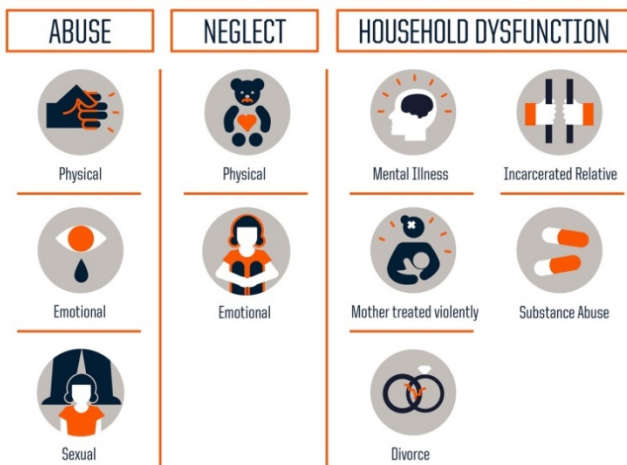 ABUSE
Physical
Emotional
Sexual
NEGLECT
Physical
Emotional
HOUSEHOLD DYSFUNCTION
Mental Illness
Incarcerated Relative
Mother treated violently
Substance Abuse
Divorce